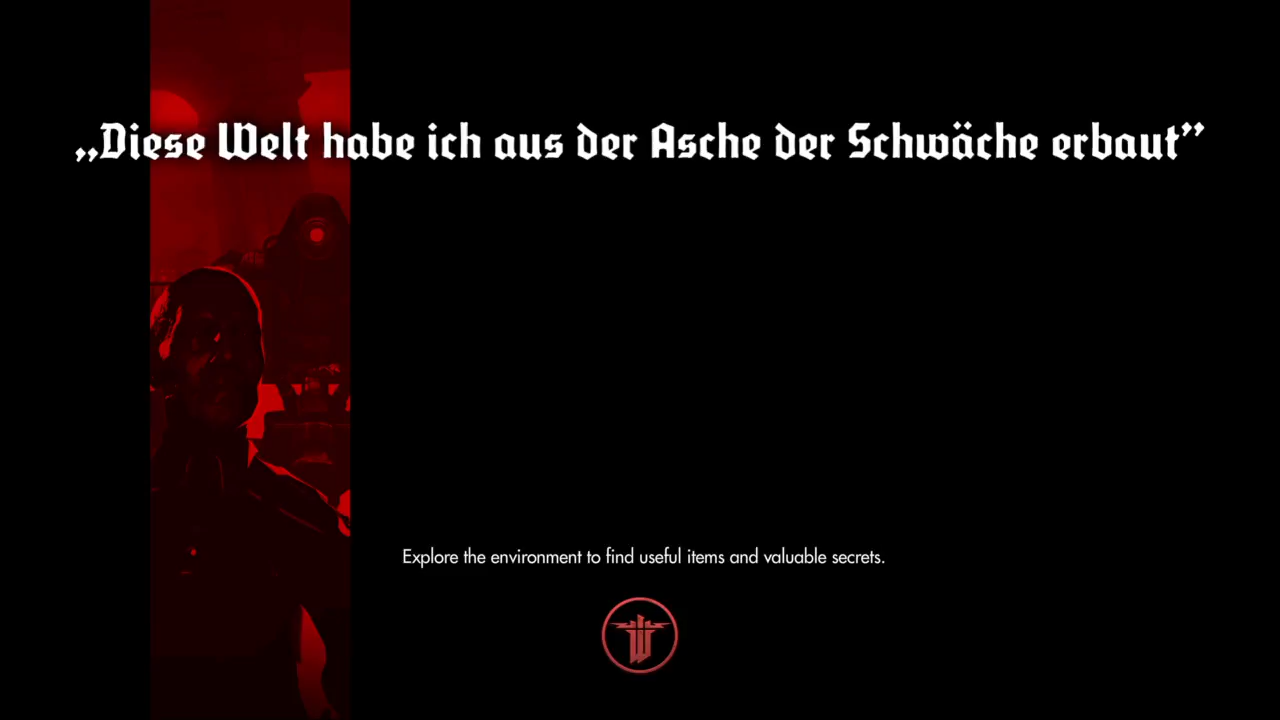 „Diese Welt habe ich aus der Asche der Schwäche erbaut”
Explore the environment to find useful items and valuable secrets.